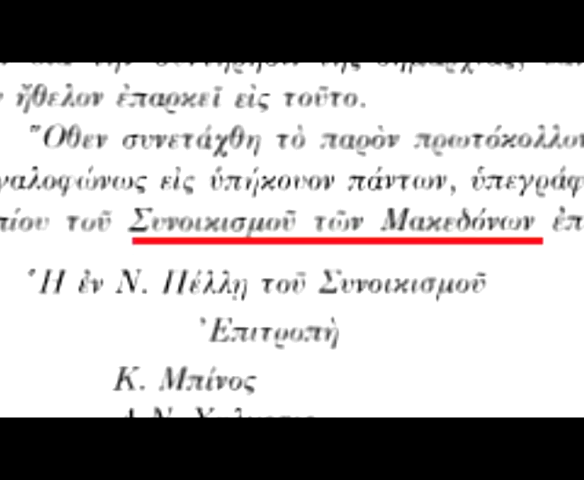 ἤθελον ἐπαρκεῖ εἰς τοῦτο.
Ὅθεν συνετάχθη τὸ παρὸν πρωτόκολλον
γαλοφώνως εἰς ὑπήκουον πάντων, ὑπεγράφ
πίου τοῦ Συνοικισμοῦ τῶν Μακεδόνων ἐπ
Ἡ ἐν Ν. Πέλλῃ τοῦ Συνοικισμοῦ
Ἐπιτροπὴ
Κ. Μπίνος